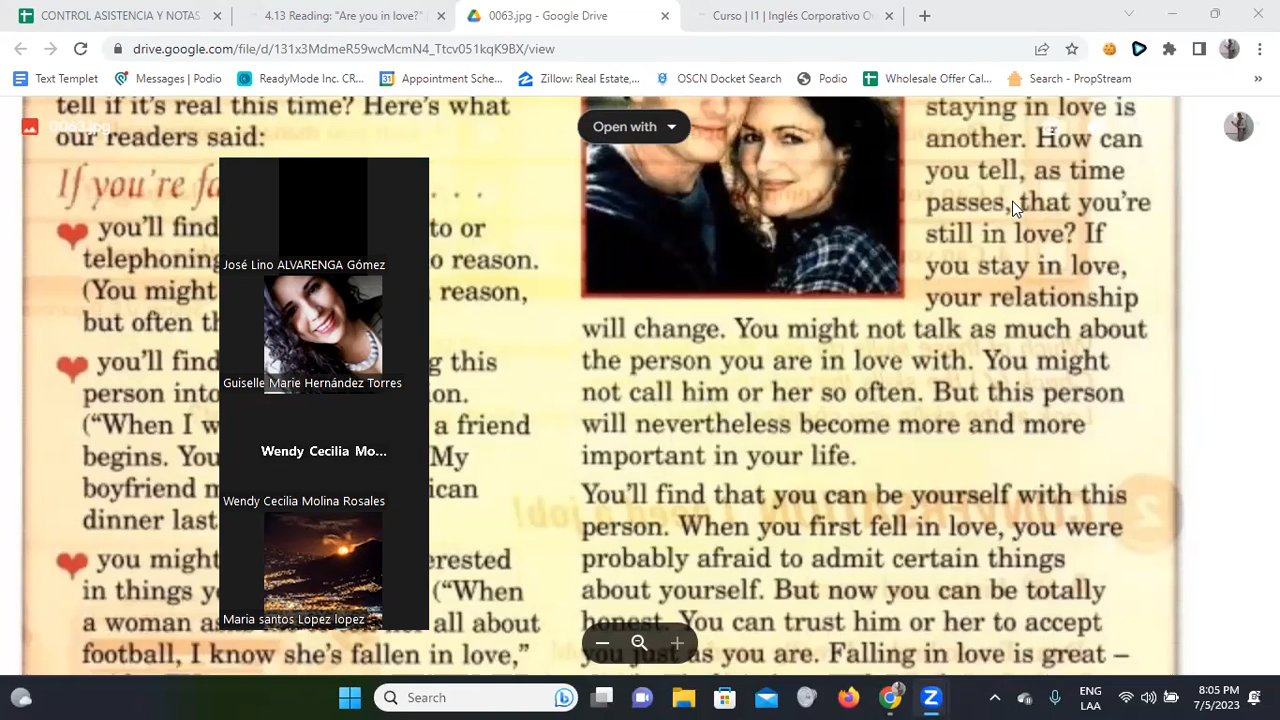 CONTROL ASISTENCIA Y NOTAS
4.13 Reading: "Are you in love?"
0063.jpg - Google Drive
Curso | I1 | Inglés Corporativo O
drive.google.com/file/d/131x3MdmeR59wcMcmN4_Ttcv051kqK9BX/view
Text Templet
Messages | Podio
ReadyMode Inc. CR...
Appointment Sche...
Zillow: Real Estate,...
OSCN Docket Search
Podio
Wholesale Offer Cal...
Search - PropStream
»
0063.jpg
Open with
tell if it's real this time? Here's what
our readers said:
If you're fa . . .
you'll find to or
telephoning o reason.
(You might reason,
but often th
you'll find g this
person into ion.
("When I w a friend
begins. You "My
boyfriend m ican
dinner last
you might erested
in things y ("When
a woman as all about
football, I know she's fallen in love,"
José Lino ALVARENGA Gómez
Guiselle Marie Hernández Torres
Wendy Cecilia Mo...
Wendy Cecilia Molina Rosales
Maria santos Lopez lopez
staying in love is
another. How can
you tell, as time
passes, that you're
still in love? If
you stay in love,
your relationship
will change. You might not talk as much about
the person you are in love with. You might
not call him or her so often. But this person
will nevertheless become more and more
important in your life.
You'll find that you can be yourself with this
person. When you first fell in love, you were
probably afraid to admit certain things
about yourself. But now you can be totally
honest. You can trust him or her to accept
you just as you are. Falling in love is great –
Search
ENG
LAA
8:05 PM
7/5/2023